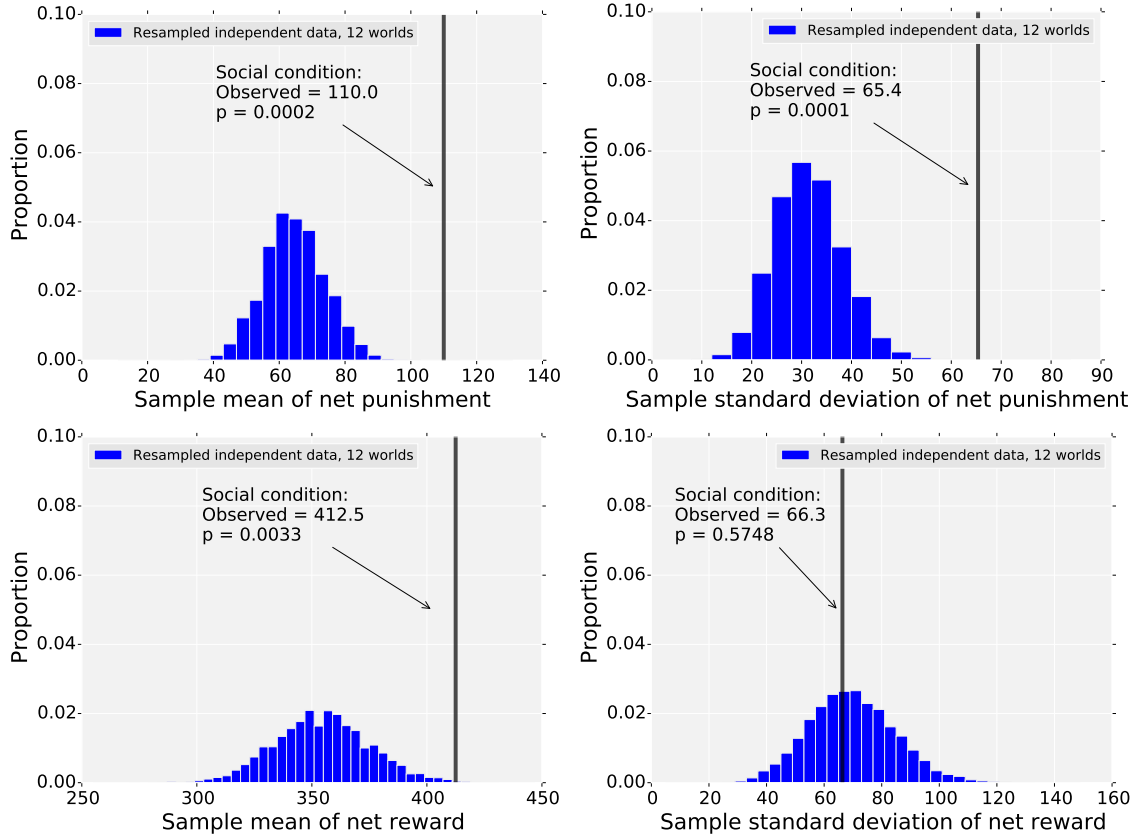 0.10
0.08
0.06
0.04
0.02
0.00
Proportion
Resampled independent data, 12 worlds
Social condition:
Observed = 110.0
p = 0.0002
0 20 40 60 80 100 120 140
Sample mean of net punishment
0.10
0.08
0.06
0.04
0.02
0.00
Proportion
Resampled independent data, 12 worlds
Social condition:
Observed = 65.4
p = 0.0001
0 10 20 30 40 50 60 70 80 90
Sample standard deviation of net punishment
0.10
0.08
0.06
0.04
0.02
0.00
Proportion
Resampled independent data, 12 worlds
Social condition:
Observed = 412.5
p = 0.0033
250 300 350 400 450
Sample mean of net reward
0.10
0.08
0.06
0.04
0.02
0.00
Proportion
Resampled independent data, 12 worlds
Social condition:
Observed = 66.3
p = 0.5748
0 20 40 60 80 100 120 140 160
Sample standard deviation of net reward